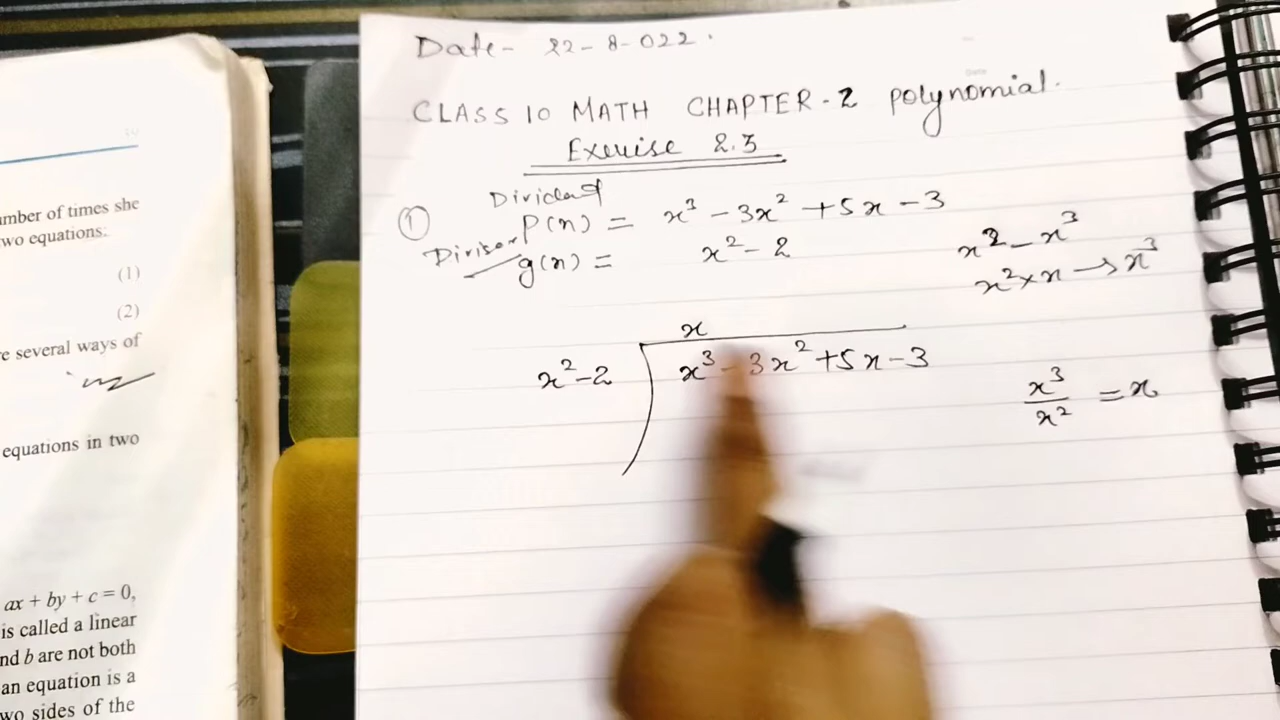 umber of times she
wo equations:
(1)
(2)
e several ways of
equations in two
ax + by + c = 0,
is called a linear
nd b are not both
an equation is a
wo sides of the
Date- 22-8-022.
CLASS 10 MATH CHAPTER-2 polynomial.
Exercise 2.3
Dividend
① P(x) = x³ - 3x² + 5x - 3
Divisor g(x) = x² - 2
x² - x³
x² × x → x³
x
x² - 2 x³ - 3x² + 5x - 3
x³/x² = x